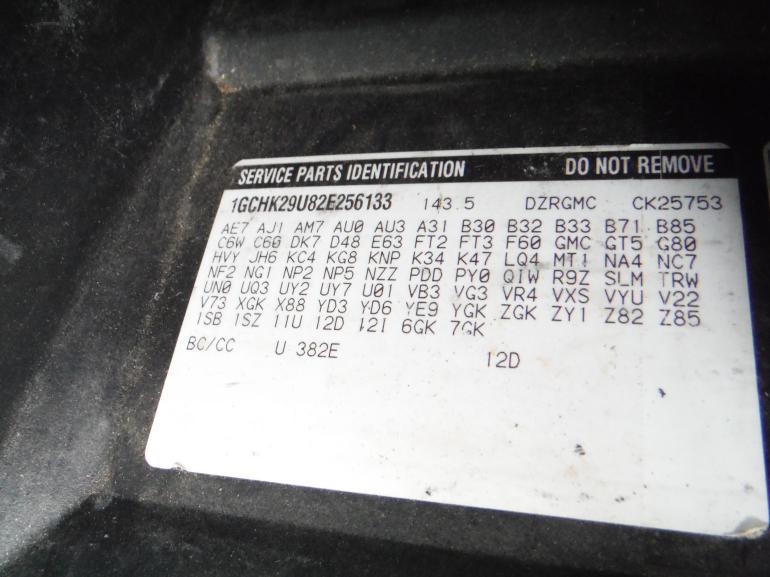 SERVICE PARTS IDENTIFICATION DO NOT REMOVE
1GCHK29U82E256133 143.5 DZRGMC CK25753
AE7 AJ1 AM7 AU0 AU3 A31 B30 B32 B33 B71 B85
C6W C60 DK7 D48 E63 FT2 FT3 F60 GMC GT5 G80
HVY JH6 KC4 KG8 KNP K34 K47 LQ4 MT1 NA4 NC7
NF2 NG1 NP2 NP5 NZZ PDD PY0 QIW R9Z SLM TRW
UN0 UQ3 UY2 UY7 U01 VB3 VG3 VR4 VXS VYU V22
V73 XGK X88 YD3 YD6 YE9 YGK ZGK ZY1 Z82 Z85
1SB 1SZ 11U 12D 12I 6GK 7GK
BC/CC U 382E 12D